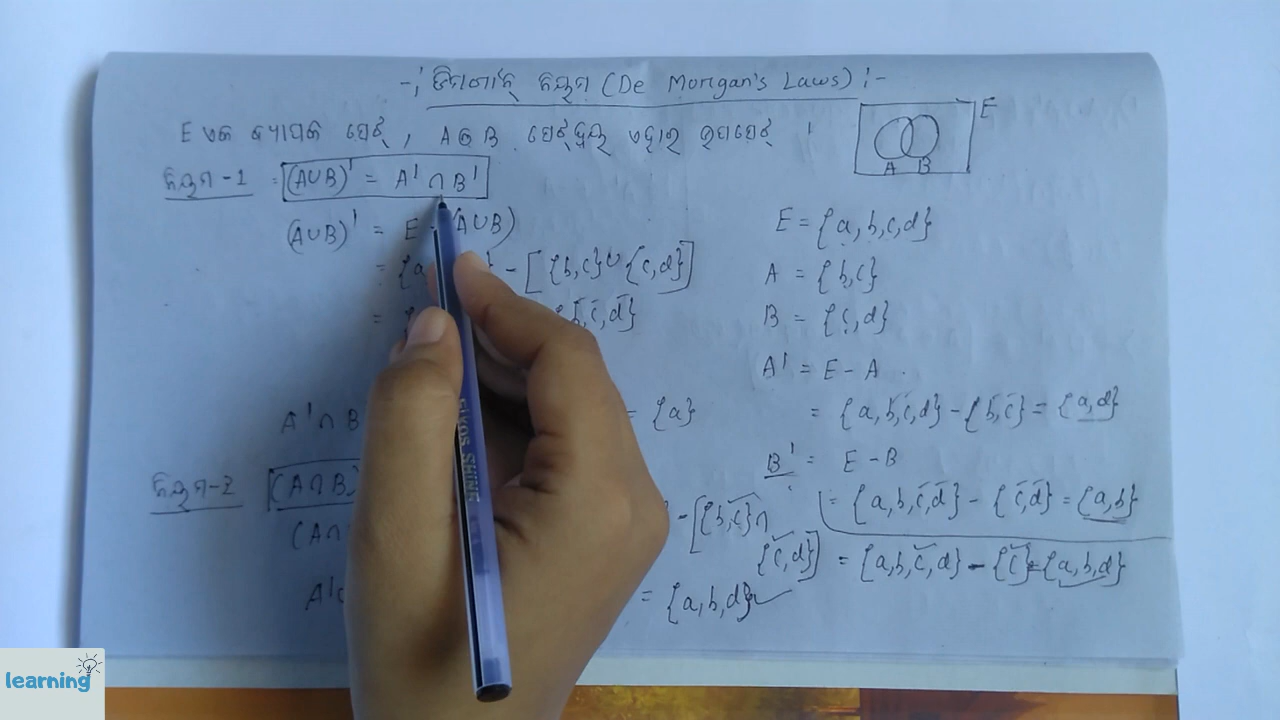 -: ଡିମର୍ଗାନ୍ ନିୟମ (De Morgan's Laws) :-
E ଏକ ବ୍ୟାପକ ସେଟ୍, A ଓ B ସେଟ୍ ଦ୍ୱୟ ଏହାର ଉପସେଟ୍ ।
E
A B
ନିୟମ-1 (A∪B)' = A' ∩ B'
(A∪B)' = E - (A∪B)
= {a - [{b,c} ∪ {c,d}]
= { b,c,d}
E = {a,b,c,d}
A = {b,c}
B = {c,d}
A' = E - A
= {a,b,c,d} - {b,c} = {a,d}
B' = E - B
= {a,b,c,d} - {c,d} = {a,b}
A' ∩ B = {a}
ନିୟମ-2 (A∩B)
(A∩ - [{b,c} ∩
{c,d}] = {a,b,c,d} - {c} = {a,b,d}
A' = {a,b,d}
learning